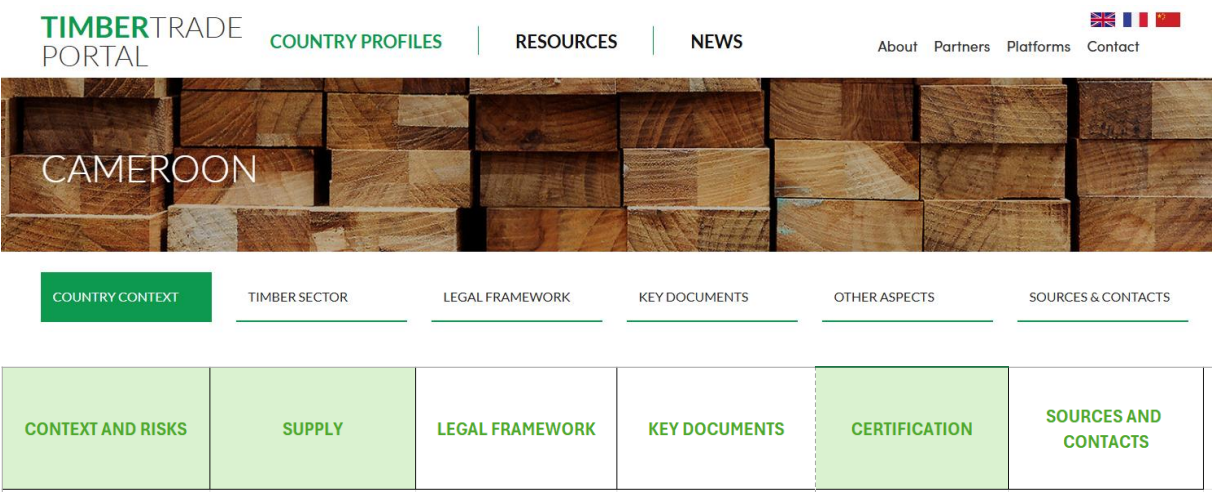 TIMBERTRADE
PORTAL
COUNTRY PROFILES
RESOURCES
NEWS
About Partners Platforms Contact
CAMEROON
COUNTRY CONTEXT
TIMBER SECTOR
LEGAL FRAMEWORK
KEY DOCUMENTS
OTHER ASPECTS
SOURCES & CONTACTS
CONTEXT AND RISKS
SUPPLY
LEGAL FRAMEWORK
KEY DOCUMENTS
CERTIFICATION
SOURCES AND
CONTACTS